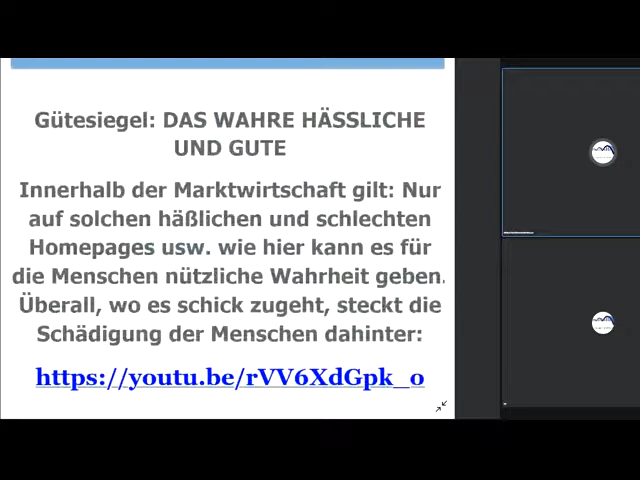 Gütesiegel: DAS WAHRE HÄSSLICHE
UND GUTE
Innerhalb der Marktwirtschaft gilt: Nur
auf solchen häßlichen und schlechten
Homepages usw. wie hier kann es für
die Menschen nützliche Wahrheit geben.
Überall, wo es schick zugeht, steckt die
Schädigung der Menschen dahinter:
https://youtu.be/rVV6XdGpk_o